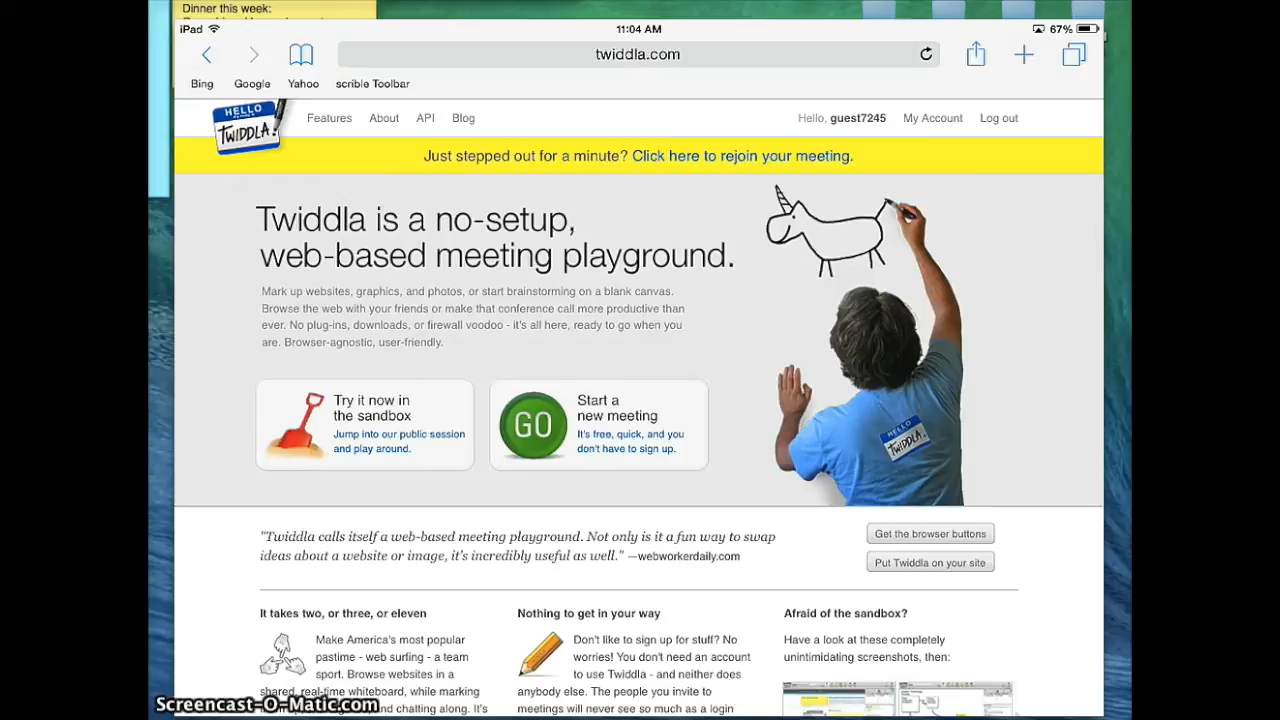 Dinner this week:
iPad 11:04 AM 67%
twiddla.com
Bing Google Yahoo scrible Toolbar
HELLO
TWIDDLA!
Features About API Blog Hello, guest7245 My Account Log out
Just stepped out for a minute? Click here to rejoin your meeting.
Twiddla is a no-setup,
web-based meeting playground.
Mark up websites, graphics, and photos, or start brainstorming on a blank canvas.
Browse the web with your friends or make that conference call more productive than
ever. No plug-ins, downloads, or firewall voodoo - it's all here, ready to go when you
are. Browser-agnostic, user-friendly.
Try it now in
the sandbox
Jump into our public session
and play around.
GO
Start a
new meeting
It's free, quick, and you
don't have to sign up.
HELLO
TWIDDLA!
"Twiddla calls itself a web-based meeting playground. Not only is it a fun way to swap
ideas about a website or image, it's incredibly useful as well." —webworkerdaily.com
Get the browser buttons
Put Twiddla on your site
It takes two, or three, or eleven
Make America's most popular
pastime - web surfing - a team
sport. Browse websites in a
shared, real-time whiteboard, while marking
and chatting along. It's
Nothing to get in your way
Don't like to sign up for stuff? No
worries! You don't need an account
to use Twiddla - and neither does
anybody else. The people you invite to
meetings will never see so much as a login
Afraid of the sandbox?
Have a look at these completely
unintimidating screenshots, then:
Screencast-O-Matic.com